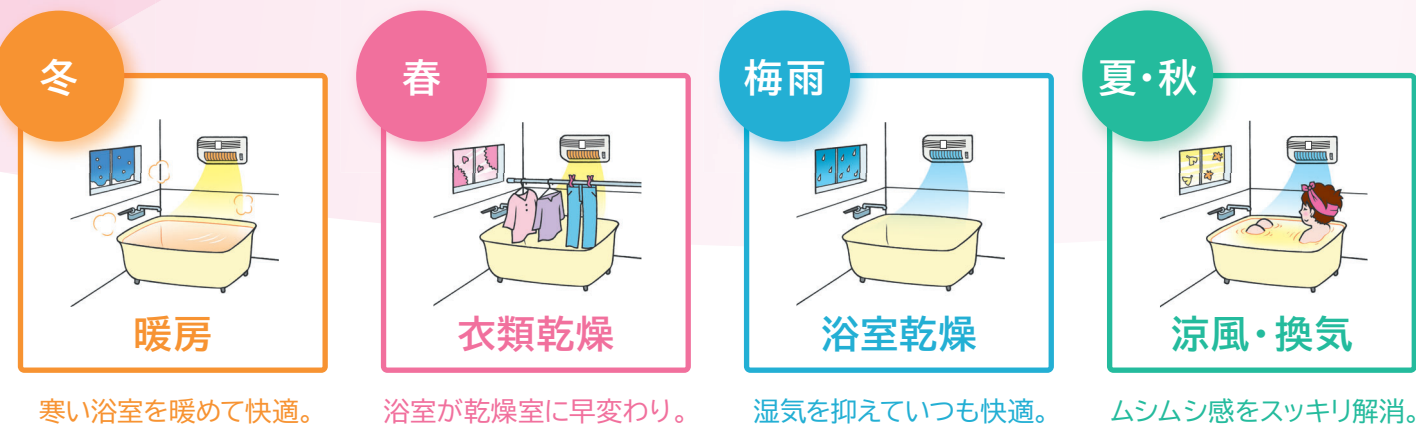 冬
暖房
寒い浴室を暖めて快適。
春
衣類乾燥
浴室が乾燥室に早変わり。
梅雨
浴室乾燥
湿気を抑えていつも快適。
夏・秋
涼風・換気
ムシムシ感をスッキリ解消。